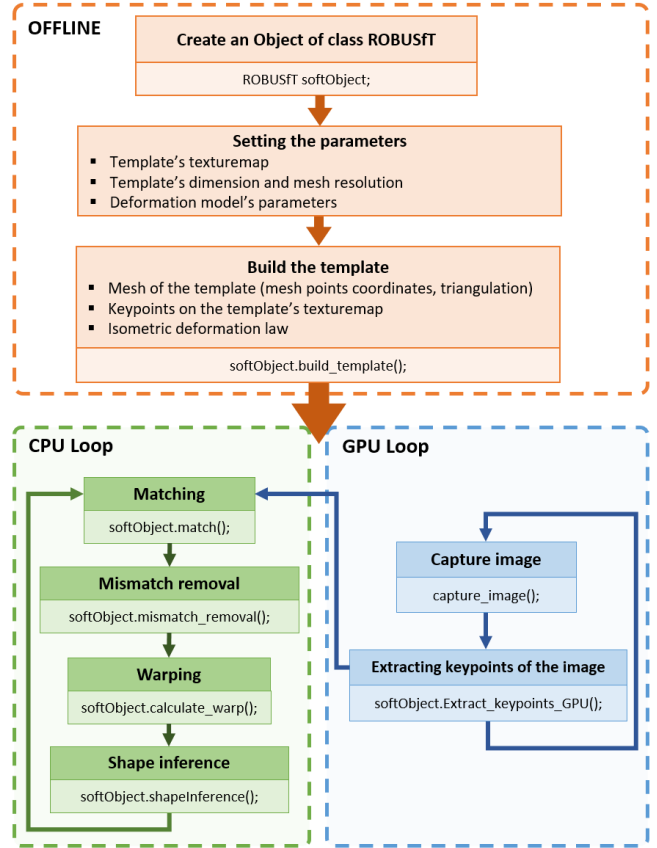 OFFLINE
Create an Object of class ROBUSfT
ROBUSfT softObject;
Setting the parameters
▪ Template's texturemap
▪ Template's dimension and mesh resolution
▪ Deformation model's parameters
Build the template
▪ Mesh of the template (mesh points coordinates, triangulation)
▪ Keypoints on the template's texturemap
▪ Isometric deformation law
softObject.build_template();
CPU Loop
Matching
softObject.match();
Mismatch removal
softObject.mismatch_removal();
Warping
softObject.calculate_warp();
Shape inference
softObject.shapeInference();
GPU Loop
Capture image
capture_image();
Extracting keypoints of the image
softObject.Extract_keypoints_GPU();